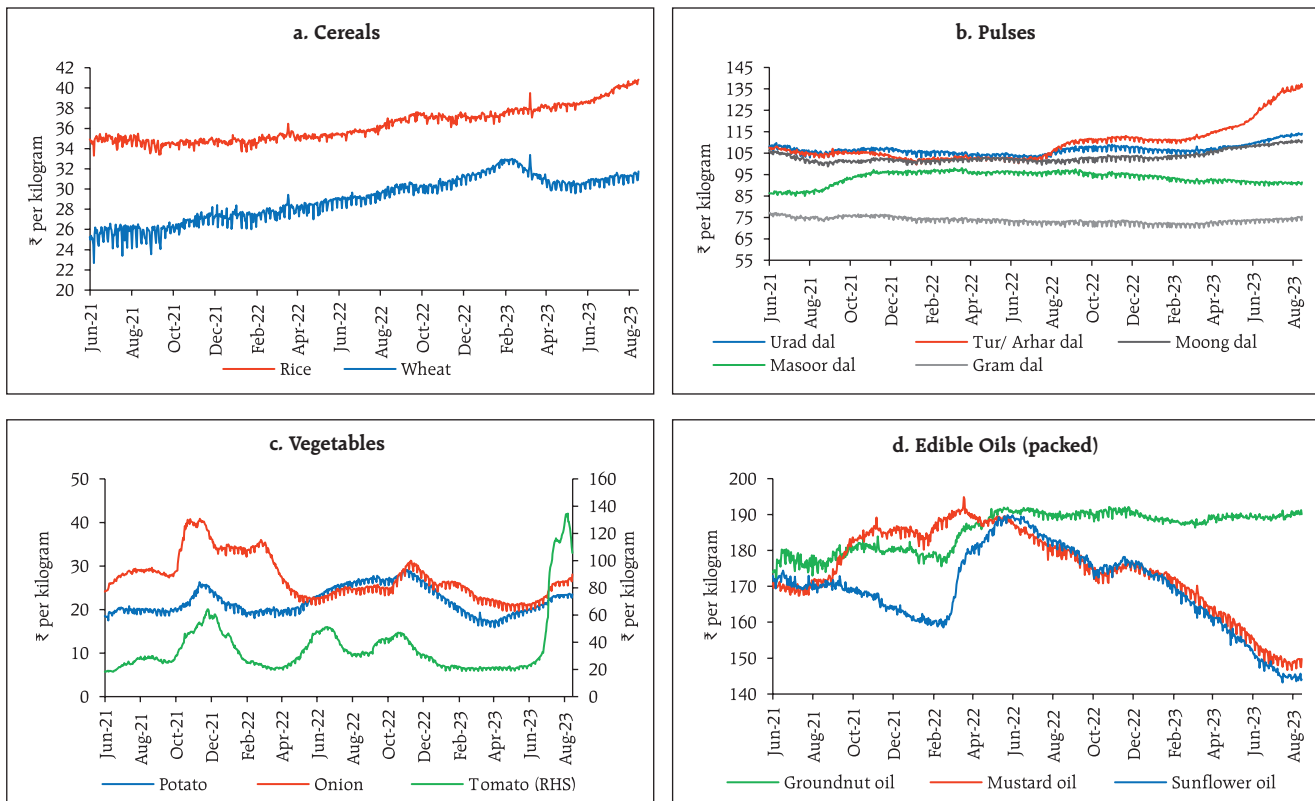 a. Cereals
₹ per kilogram
42
40
38
36
34
32
30
28
26
24
22
20
Jun-21
Aug-21
Oct-21
Dec-21
Feb-22
Apr-22
Jun-22
Aug-22
Oct-22
Dec-22
Feb-23
Apr-23
Jun-23
Aug-23
Rice
Wheat
b. Pulses
₹ per kilogram
145
135
125
115
105
95
85
75
65
55
Jun-21
Aug-21
Oct-21
Dec-21
Feb-22
Apr-22
Jun-22
Aug-22
Oct-22
Dec-22
Feb-23
Apr-23
Jun-23
Aug-23
Urad dal
Tur/ Arhar dal
Moong dal
Masoor dal
Gram dal
c. Vegetables
₹ per kilogram
50
40
30
20
10
0
160
140
120
100
80
60
40
20
0
₹ per kilogram
Jun-21
Aug-21
Oct-21
Dec-21
Feb-22
Apr-22
Jun-22
Aug-22
Oct-22
Dec-22
Feb-23
Apr-23
Jun-23
Aug-23
Potato
Onion
Tomato (RHS)
d. Edible Oils (packed)
₹ per kilogram
200
190
180
170
160
150
140
Jun-21
Aug-21
Oct-21
Dec-21
Feb-22
Apr-22
Jun-22
Aug-22
Oct-22
Dec-22
Feb-23
Apr-23
Jun-23
Aug-23
Groundnut oil
Mustard oil
Sunflower oil